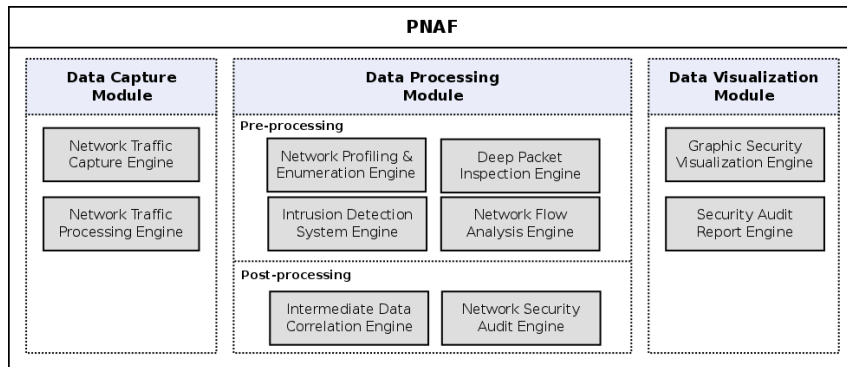 PNAF
Data Capture
Module
Network Traffic
Capture Engine
Network Traffic
Processing Engine
Data Processing
Module
Pre-processing
Network Profiling &
Enumeration Engine
Deep Packet
Inspection Engine
Intrusion Detection
System Engine
Network Flow
Analysis Engine
Post-processing
Intermediate Data
Correlation Engine
Network Security
Audit Engine
Data Visualization
Module
Graphic Security
Visualization Engine
Security Audit
Report Engine